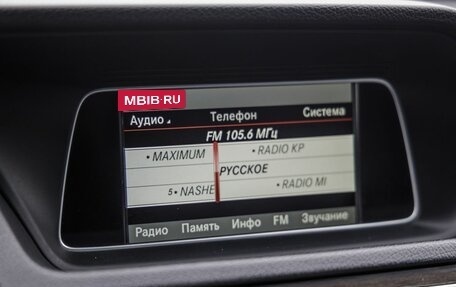 MBIB·RU
Аудио Телефон Система
FM 105.6 МГц
• MAXIMUM • RADIO KP
РУССКОЕ
5 • NASHE • RADIO MI
Радио Память Инфо FM Звучание